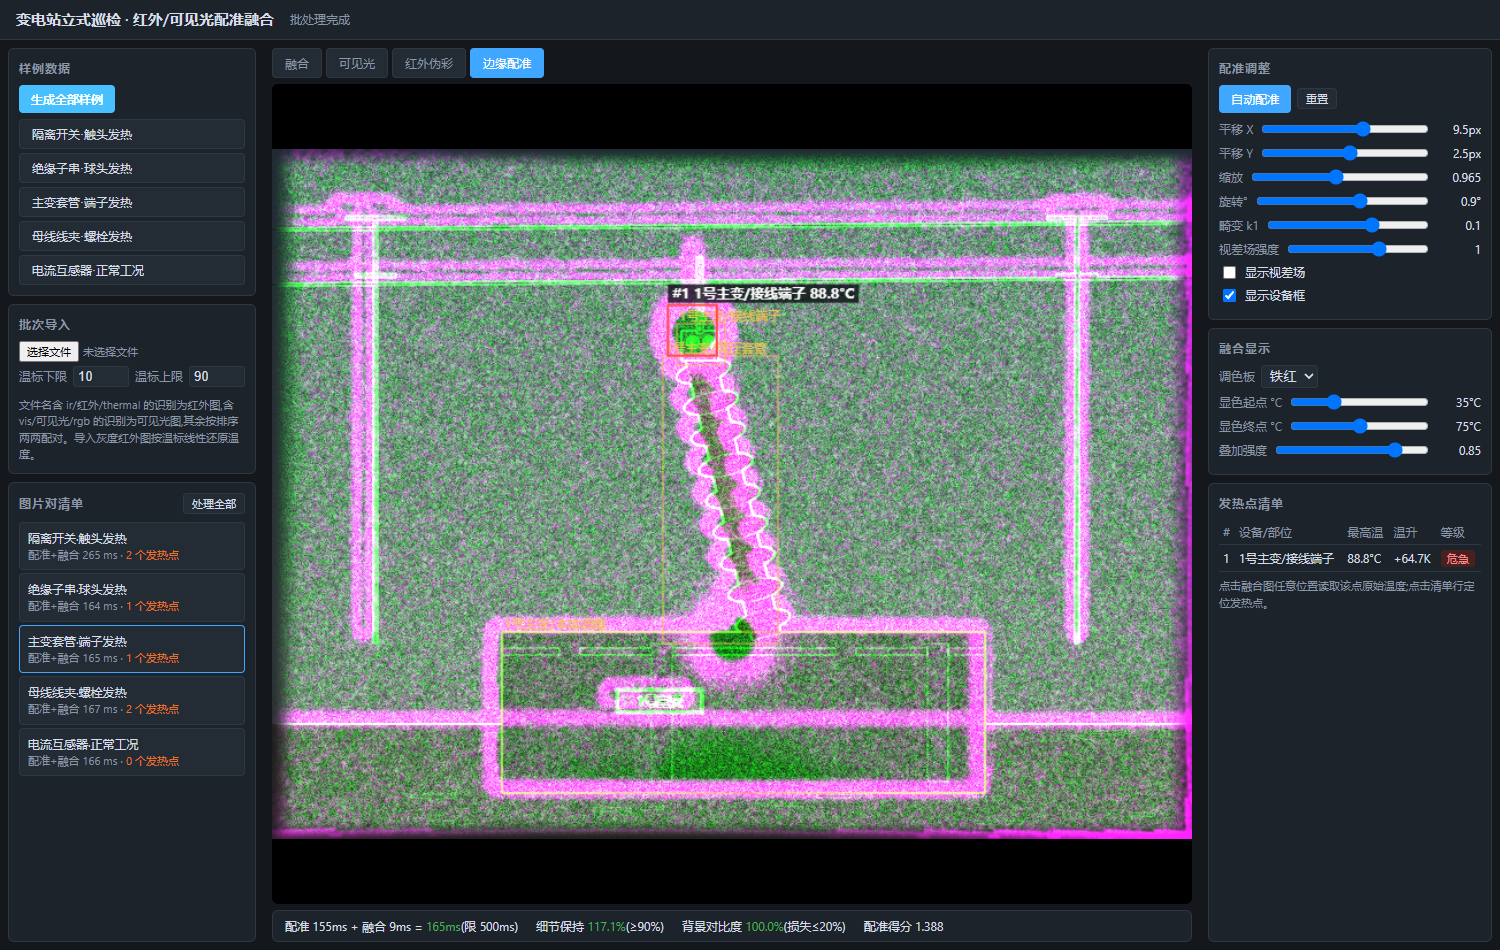 变电站立式巡检 · 红外/可见光配准融合 批处理完成
样例数据
生成全部样例
隔离开关·触头发热
绝缘子串·球头发热
主变套管·端子发热
母线线夹·螺栓发热
电流互感器·正常工况
批次导入
选择文件 未选择文件
温标下限 10 温标上限 90
文件名含 ir/红外/thermal 的识别为红外图,含
vis/可见光/rgb 的识别为可见光图,其余按排序
两两配对。导入灰度红外图按温标线性还原温
度。
图片对清单 处理全部
隔离开关·触头发热
配准+融合 265 ms · 2 个发热点
绝缘子串·球头发热
配准+融合 164 ms · 1 个发热点
主变套管·端子发热
配准+融合 165 ms · 1 个发热点
母线线夹·螺栓发热
配准+融合 167 ms · 2 个发热点
电流互感器·正常工况
配准+融合 166 ms · 0 个发热点
融合 可见光 红外伪彩 边缘配准
#1 1号主变/接线端子 88.8°C
配准 155ms + 融合 9ms = 165ms(限 500ms) 细节保持 117.1%(≥90%) 背景对比度 100.0%(损失≤20%) 配准得分 1.388
配准调整
自动配准 重置
平移 X 9.5px
平移 Y 2.5px
缩放 0.965
旋转° 0.9°
畸变 k1 0.1
视差场强度 1
显示视差场
显示设备框
融合显示
调色板 铁红
显色起点 °C 35°C
显色终点 °C 75°C
叠加强度 0.85
发热点清单
# 设备/部位 最高温 温升 等级
1 1号主变/接线端子 88.8°C +64.7K 危急
点击融合图任意位置读取该点原始温度;点击清单行定
位发热点。